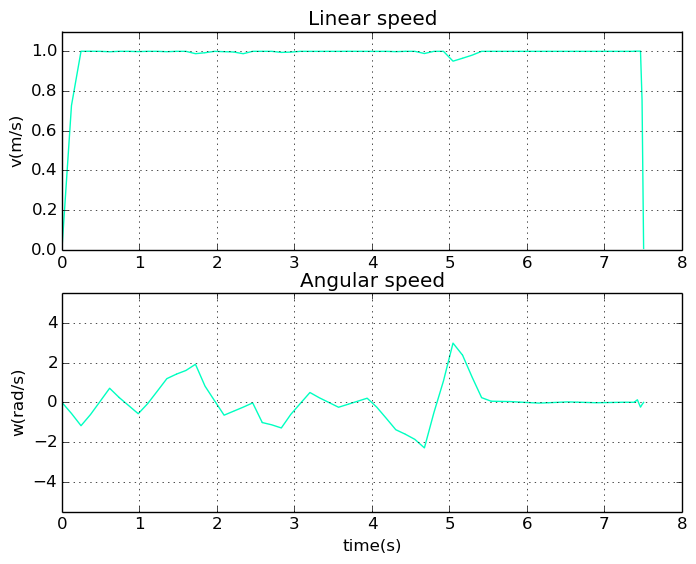 Linear speed
1.0
0.8
0.6
0.4
0.2
0.0
v(m/s)
0 1 2 3 4 5 6 7 8
Angular speed
4
2
0
−2
−4
w(rad/s)
0 1 2 3 4 5 6 7 8
time(s)